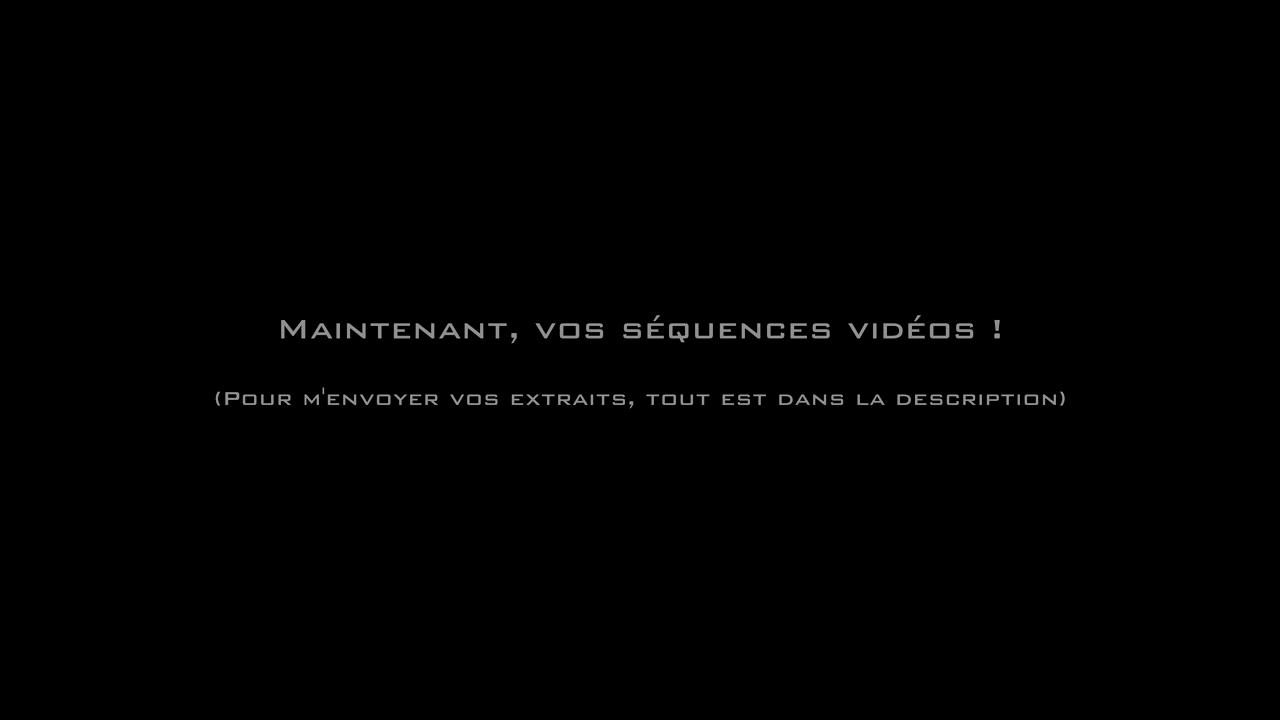 Maintenant, vos séquences vidéos !
(Pour m'envoyer vos extraits, tout est dans la description)